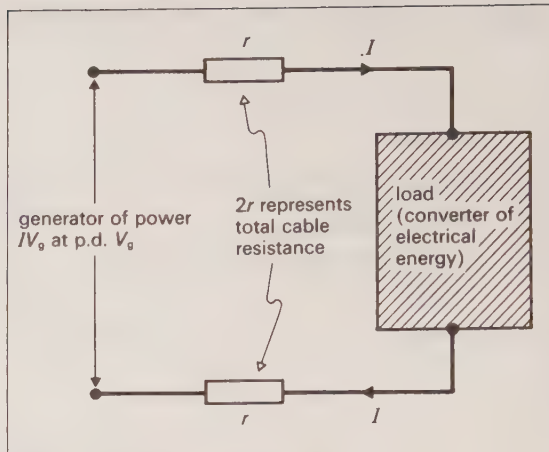 r
I
generator of power
IVg at p.d. Vg
2r represents
total cable
resistance
load
(converter of
electrical
energy)
r
I